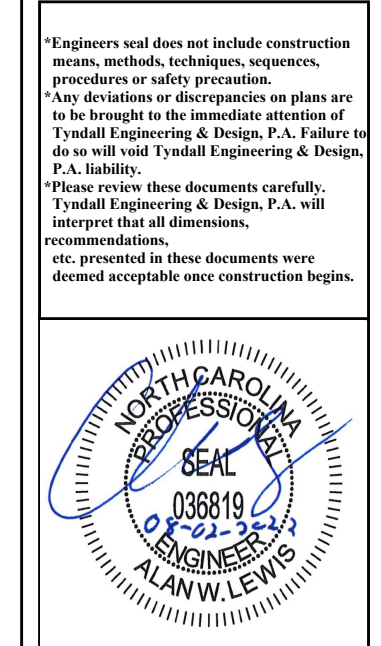 *Engineers seal does not include construction
means, methods, techniques, sequences,
procedures or safety precaution.
*Any deviations or discrepancies on plans are
to be brought to the immediate attention of
Tyndall Engineering & Design, P.A. Failure to
do so will void Tyndall Engineering & Design,
P.A. liability.
*Please review these documents carefully.
Tyndall Engineering & Design, P.A. will
interpret that all dimensions,
recommendations,
etc. presented in these documents were
deemed acceptable once construction begins.
NORTH CAROLINA
PROFESSIONAL
SEAL
036819
ENGINEER
ALAN W. LEWIS